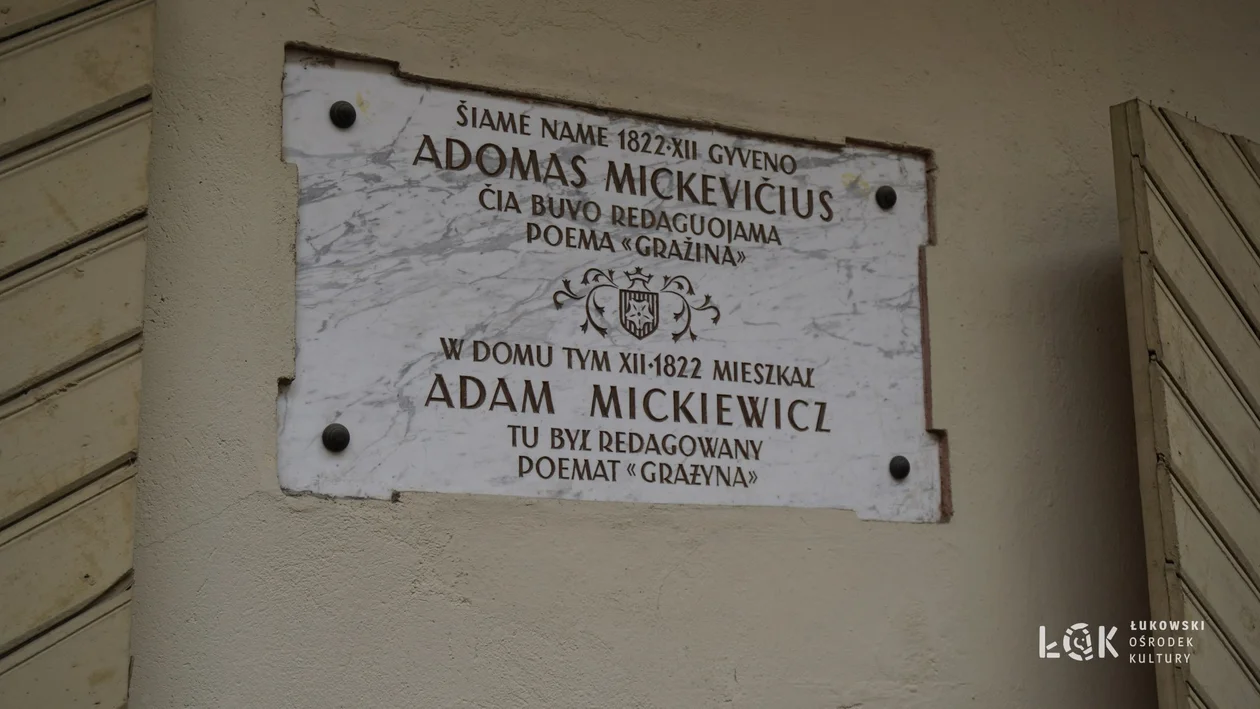 ŠIAME NAME 1822·XII GYVENO
ADOMAS MICKEVIČIUS
ČIA BUVO REDAGUOJAMA
POEMA «GRAŽINA»
W DOMU TYM XII·1822 MIESZKAŁ
ADAM MICKIEWICZ
TU BYŁ REDAGOWANY
POEMAT «GRAŻYNA»
ŁOK
ŁUKOWSKI
OŚRODEK
KULTURY